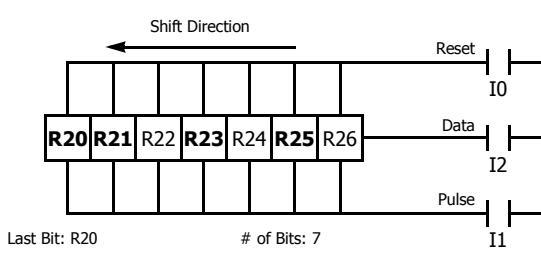 Shift Direction
Reset
I0
R20 R21 R22 R23 R24 R25 R26
Data
I2
Pulse
I1
Last Bit: R20 # of Bits: 7